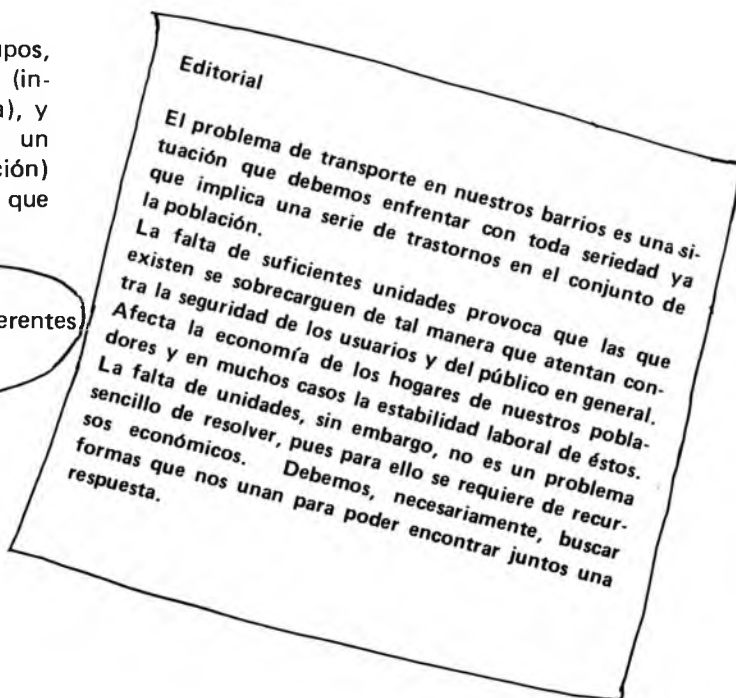 upos,
(in-
a), y
un
ción)
que
erentes
Editorial
El problema de transporte en nuestros barrios es una si-
tuación que debemos enfrentar con toda seriedad ya
que implica una serie de trastornos en el conjunto de
la población.
La falta de suficientes unidades provoca que las que
existen se sobrecarguen de tal manera que atentan con-
tra la seguridad de los usuarios y del público en general.
Afecta la economía de los hogares de nuestros pobla-
dores y en muchos casos la estabilidad laboral de éstos.
La falta de unidades, sin embargo, no es un problema
sencillo de resolver, pues para ello se requiere de recur-
sos económicos. Debemos, necesariamente, buscar
formas que nos unan para poder encontrar juntos una
respuesta.